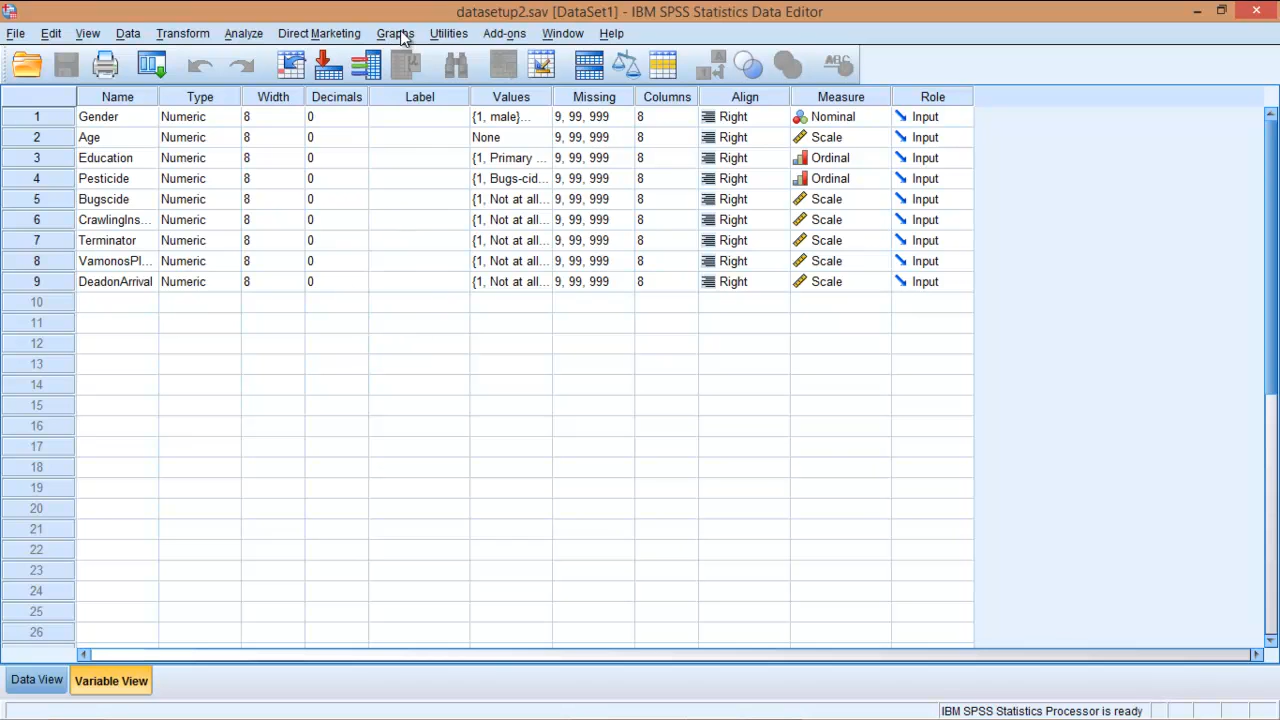 datasetup2.sav [DataSet1] - IBM SPSS Statistics Data Editor
File Edit View Data Transform Analyze Direct Marketing Graphs Utilities Add-ons Window Help
Name Type Width Decimals Label Values Missing Columns Align Measure Role
1 Gender Numeric 8 0 {1, male}... 9, 99, 999 8 Right Nominal Input
2 Age Numeric 8 0 None 9, 99, 999 8 Right Scale Input
3 Education Numeric 8 0 {1, Primary ... 9, 99, 999 8 Right Ordinal Input
4 Pesticide Numeric 8 0 {1, Bugs-cid... 9, 99, 999 8 Right Ordinal Input
5 Bugscide Numeric 8 0 {1, Not at all... 9, 99, 999 8 Right Scale Input
6 CrawlingIns... Numeric 8 0 {1, Not at all... 9, 99, 999 8 Right Scale Input
7 Terminator Numeric 8 0 {1, Not at all... 9, 99, 999 8 Right Scale Input
8 VamonosPl... Numeric 8 0 {1, Not at all... 9, 99, 999 8 Right Scale Input
9 DeadonArrival Numeric 8 0 {1, Not at all... 9, 99, 999 8 Right Scale Input
10
11
12
13
14
15
16
17
18
19
20
21
22
23
24
25
26
Data View Variable View
IBM SPSS Statistics Processor is ready